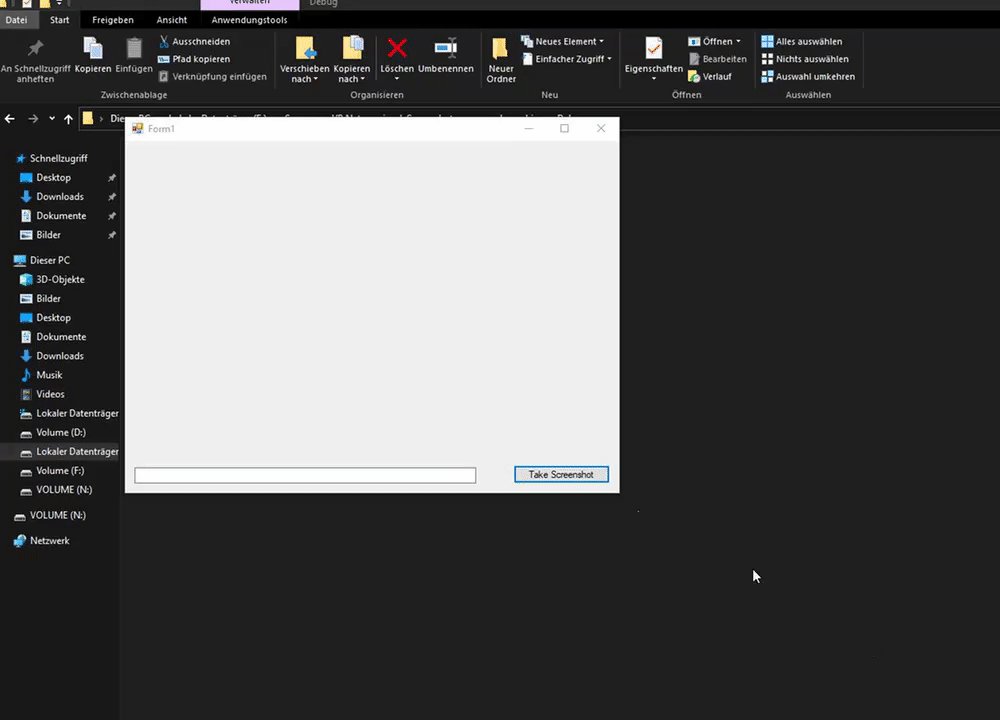 Verwalten
Debug
Datei
Start
Freigeben
Ansicht
Anwendungstools
An Schnellzugriff
anheften
Kopieren
Einfügen
Ausschneiden
Pfad kopieren
Verknüpfung einfügen
Zwischenablage
Verschieben
nach
Kopieren
nach
Löschen
Umbenennen
Organisieren
Neuer
Ordner
Neues Element
Einfacher Zugriff
Neu
Eigenschaften
Öffnen
Bearbeiten
Verlauf
Öffnen
Alles auswählen
Nichts auswählen
Auswahl umkehren
Auswählen
Form1
Take Screenshot
Schnellzugriff
Desktop
Downloads
Dokumente
Bilder
Dieser PC
3D-Objekte
Bilder
Desktop
Dokumente
Downloads
Musik
Videos
Lokaler Datenträger
Volume (D:)
Lokaler Datenträger
Volume (F:)
VOLUME (N:)
VOLUME (N:)
Netzwerk